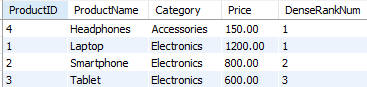 ProductID ProductName Category Price DenseRankNum
4 Headphones Accessories 150.00 1
1 Laptop Electronics 1200.00 1
2 Smartphone Electronics 800.00 2
3 Tablet Electronics 600.00 3